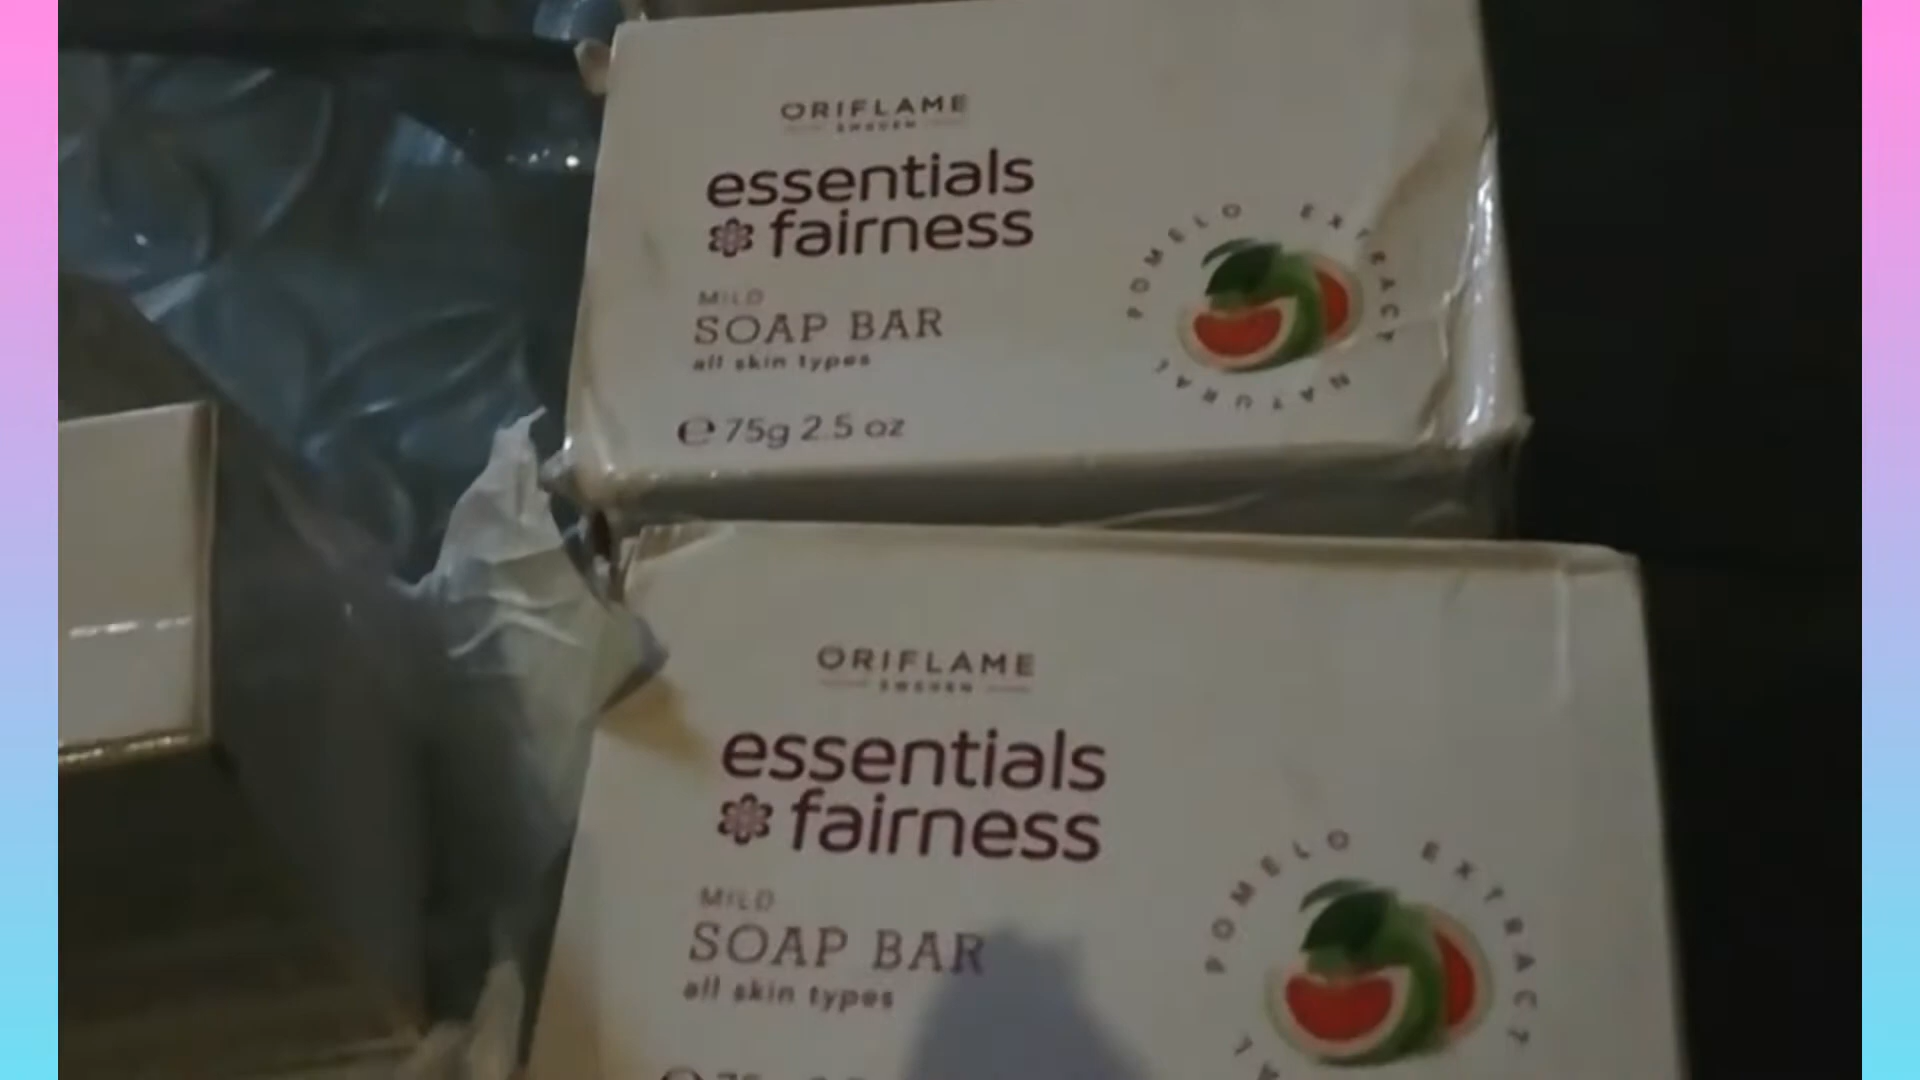 ORIFLAME
SWEDEN
essentials
fairness
MILD
SOAP BAR
all skin types
℮ 75g 2.5 oz
POMELO EXTRACT
NATURAL
ORIFLAME
SWEDEN
essentials
fairness
MILD
SOAP BAR
all skin types
POMELO EXTRACT